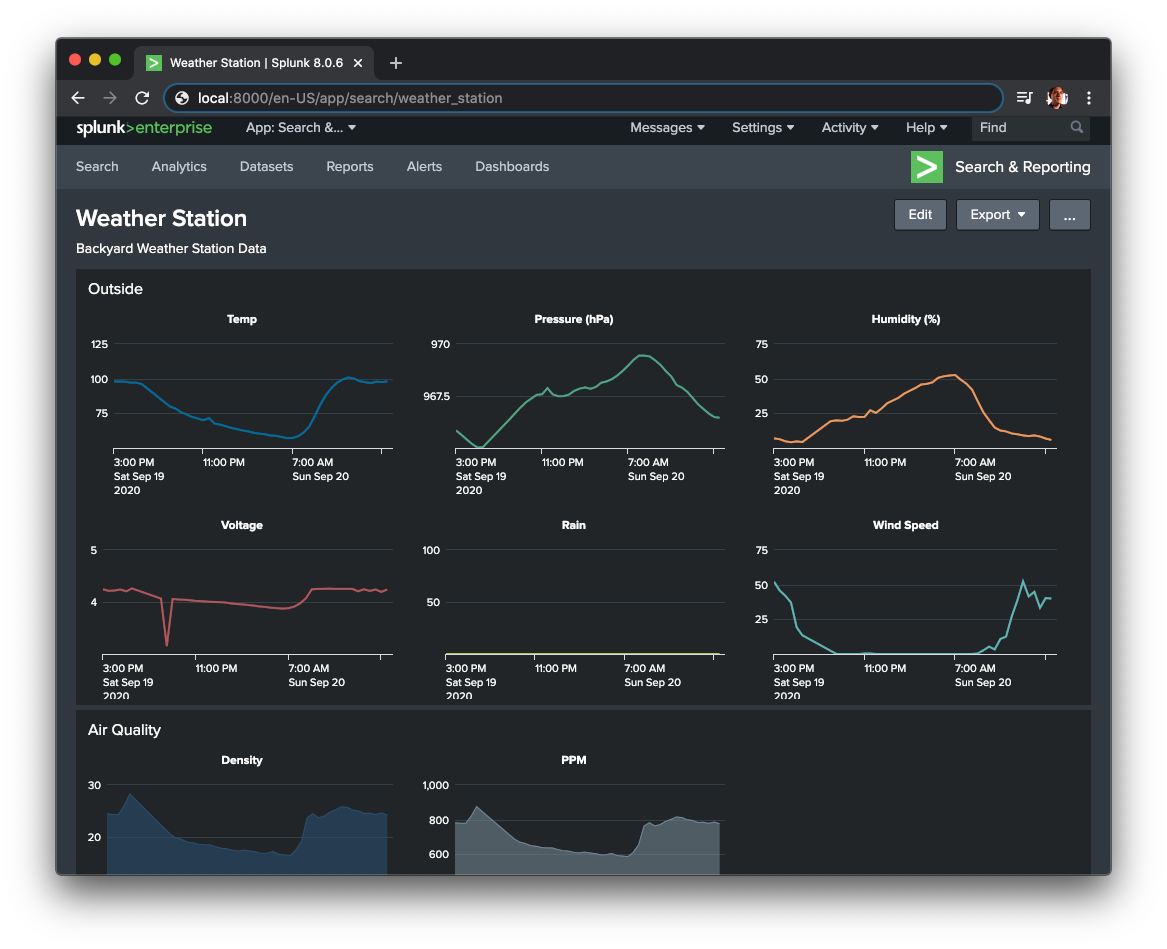 Weather Station | Splunk 8.0.6
local:8000/en-US/app/search/weather_station
splunk>enterprise App: Search &... Messages Settings Activity Help Find
Search Analytics Datasets Reports Alerts Dashboards Search & Reporting
Weather Station Edit Export ...
Backyard Weather Station Data
Outside
Temp Pressure (hPa) Humidity (%)
125 970 75
100 50
967.5
75 25
3:00 PM 11:00 PM 7:00 AM 3:00 PM 11:00 PM 7:00 AM 3:00 PM 11:00 PM 7:00 AM
Sat Sep 19 Sun Sep 20 Sat Sep 19 Sun Sep 20 Sat Sep 19 Sun Sep 20
2020 2020 2020
Voltage Rain Wind Speed
5 100 75
50
4 50
25
3:00 PM 11:00 PM 7:00 AM 3:00 PM 11:00 PM 7:00 AM 3:00 PM 11:00 PM 7:00 AM
Sat Sep 19 Sun Sep 20 Sat Sep 19 Sun Sep 20 Sat Sep 19 Sun Sep 20
2020 2020 2020
Air Quality
Density PPM
30 1,000
800
20
600